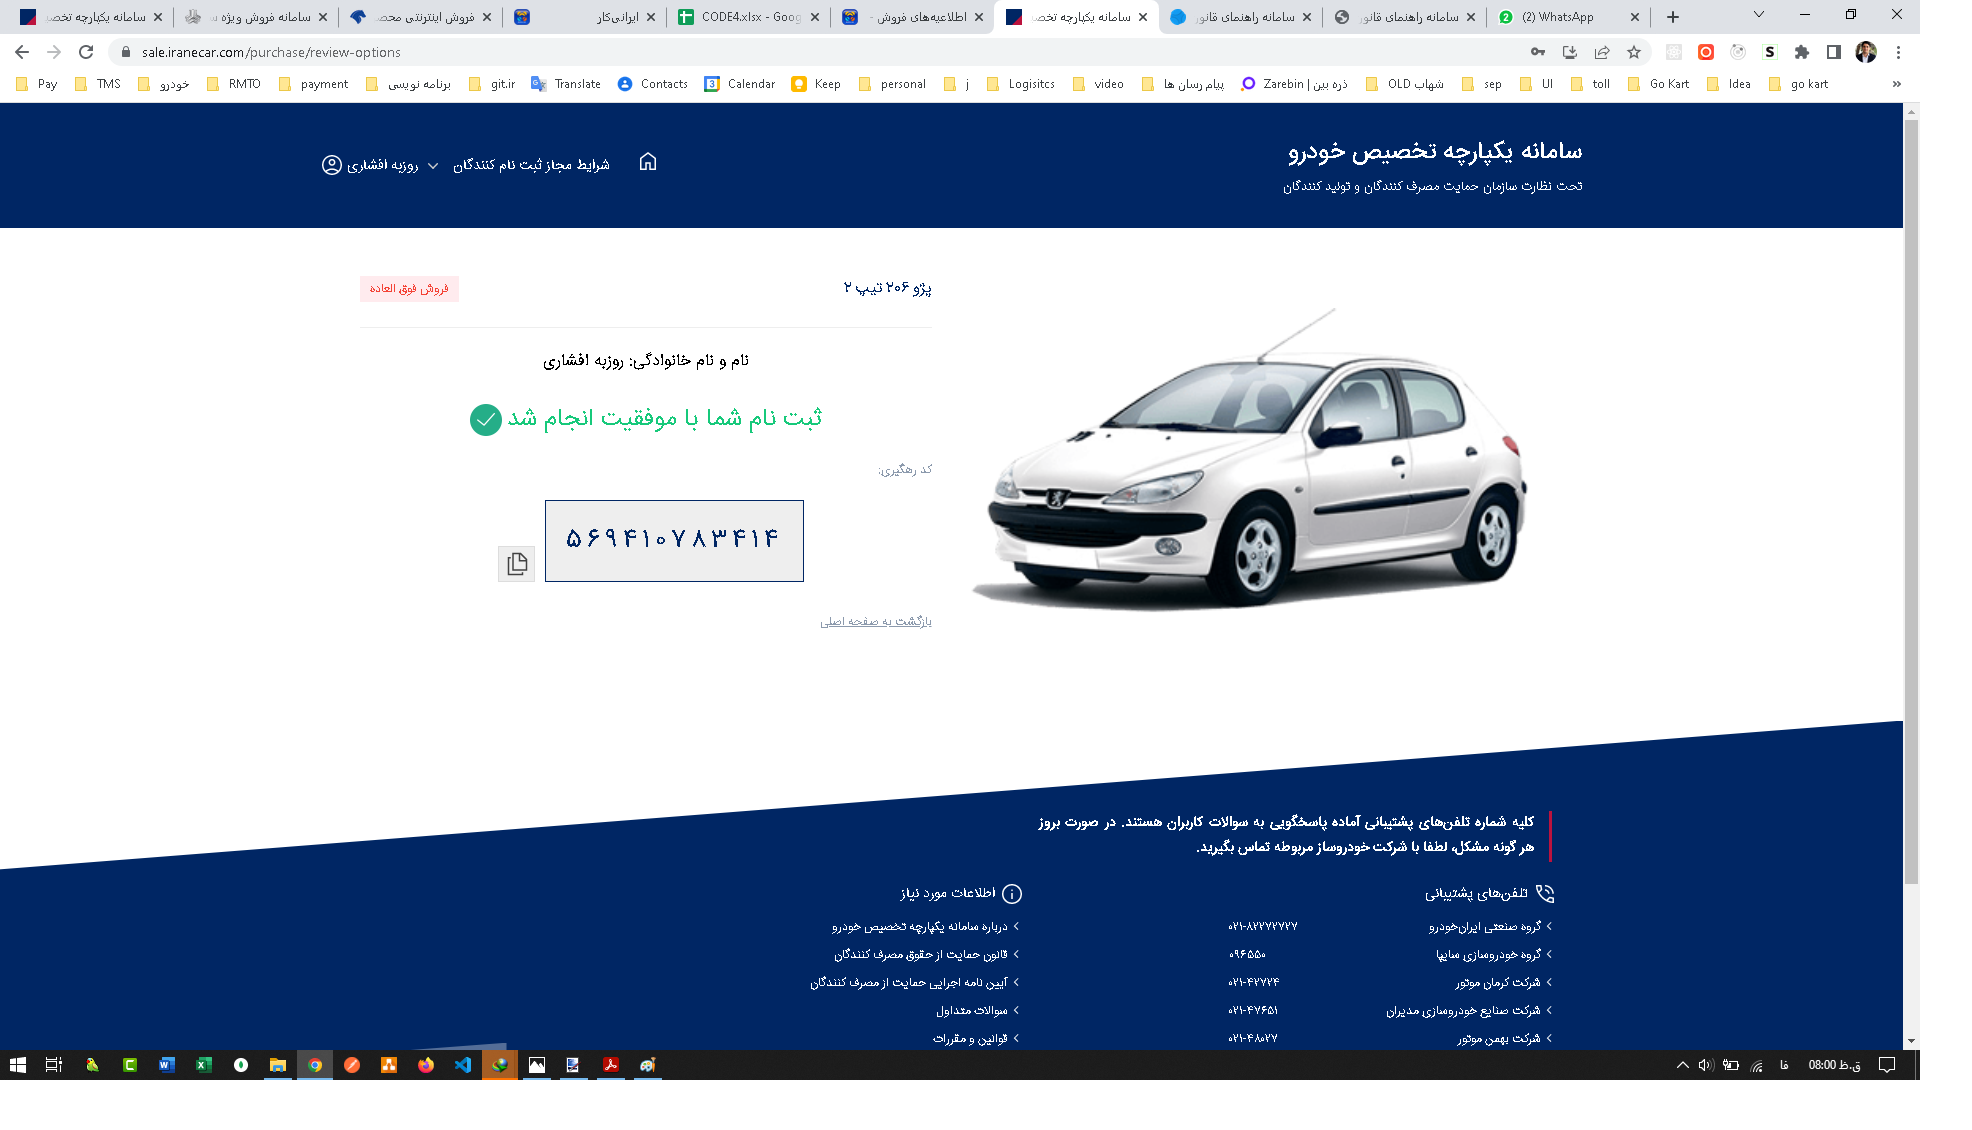 سامانه یکپارچه تخصیص
سامانه فروش ویژه س
فروش اینترنتی محص
ایرانی‌کار
CODE4.xlsx - Goog
اطلاعیه‌های فروش -
سامانه یکپارچه تخص
سامانه راهنمای قانور
سامانه راهنمای قانور
(2) WhatsApp
sale.iranecar.com/purchase/review-options
Pay TMS خودرو RMTO payment برنامه نویسی git.ir Translate Contacts Calendar Keep personal j Logisitcs video پیام رسان ها Zarebin | ذره بین OLD شهاب sep UI toll Go Kart Idea go kart »
سامانه یکپارچه تخصیص خودرو
تحت نظارت سازمان حمایت مصرف کنندگان و تولید کنندگان
شرایط مجاز ثبت نام کنندگان
روزبه افشاری
پژو ۲۰۶ تیپ ۲
فروش فوق العاده
نام و نام خانوادگی: روزبه افشاری
ثبت نام شما با موفقیت انجام شد
کد رهگیری:
۵۶۹۴۱۰۷۸۳۴۱۴
بازگشت به صفحه اصلی
کلیه شماره تلفن‌های پشتیبانی آماده پاسخگویی به سوالات کاربران هستند. در صورت بروز
هر گونه مشکل، لطفا با شرکت خودروساز مربوطه تماس بگیرید.
تلفن‌های پشتیبانی
گروه صنعتی ایران‌خودرو ۰۲۱-۸۲۲۷۲۷۲۷
گروه خودروسازی سایپا ۰۹۶۵۵۰
شرکت کرمان موتور ۰۲۱-۴۲۷۲۴
شرکت صنایع خودروسازی مدیران ۰۲۱-۴۷۶۵۱
شرکت بهمن موتور ۰۲۱-۴۸۰۲۷
اطلاعات مورد نیاز
درباره سامانه یکپارچه تخصیص خودرو
قانون حمایت از حقوق مصرف کنندگان
آیین نامه اجرایی حمایت از مصرف کنندگان
سوالات متداول
قوانین و مقررات
فا
08:00 ق.ظ